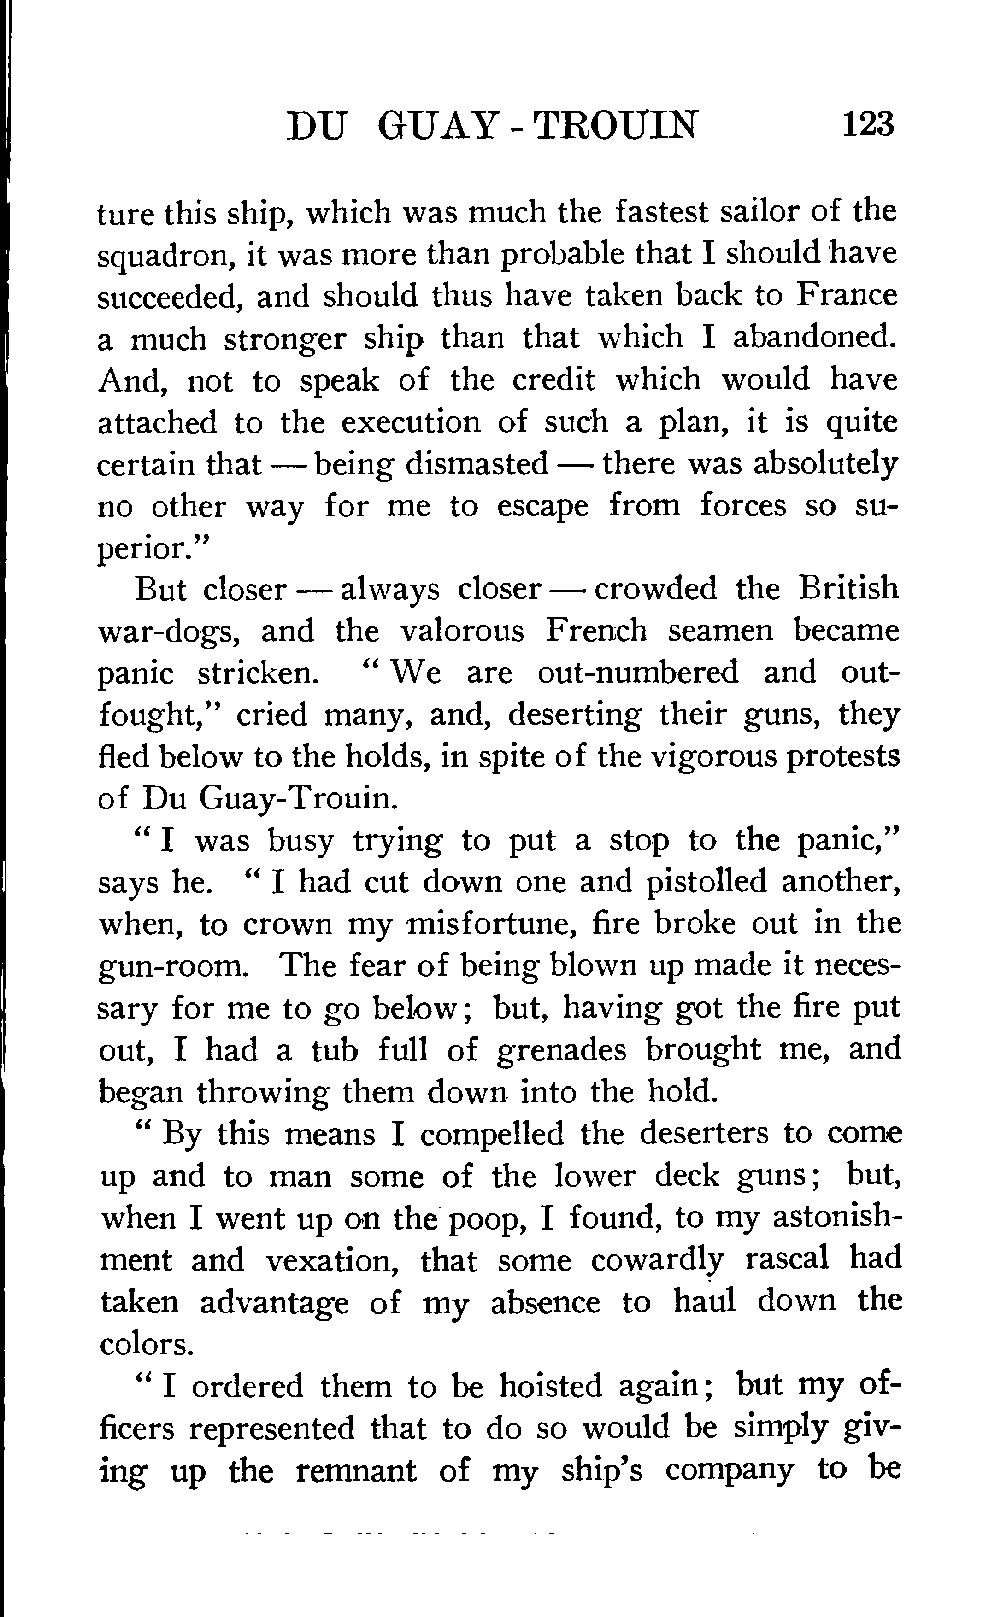 DU GUAY-TROUIN 123
ture this ship, which was much the fastest sailor of the
squadron, it was more than probable that I should have
succeeded, and should thus have taken back to France
a much stronger ship than that which I abandoned.
And, not to speak of the credit which would have
attached to the execution of such a plan, it is quite
certain that — being dismasted — there was absolutely
no other way for me to escape from forces so su-
perior."
But closer — always closer — crowded the British
war-dogs, and the valorous French seamen became
panic stricken. "We are out-numbered and out-
fought," cried many, and, deserting their guns, they
fled below to the holds, in spite of the vigorous protests
of Du Guay-Trouin.
"I was busy trying to put a stop to the panic,"
says he. "I had cut down one and pistolled another,
when, to crown my misfortune, fire broke out in the
gun-room. The fear of being blown up made it neces-
sary for me to go below; but, having got the fire put
out, I had a tub full of grenades brought me, and
began throwing them down into the hold.
"By this means I compelled the deserters to come
up and to man some of the lower deck guns; but,
when I went up on the poop, I found, to my astonish-
ment and vexation, that some cowardly rascal had
taken advantage of my absence to haul down the
colors.
"I ordered them to be hoisted again; but my of-
ficers represented that to do so would be simply giv-
ing up the remnant of my ship's company to be